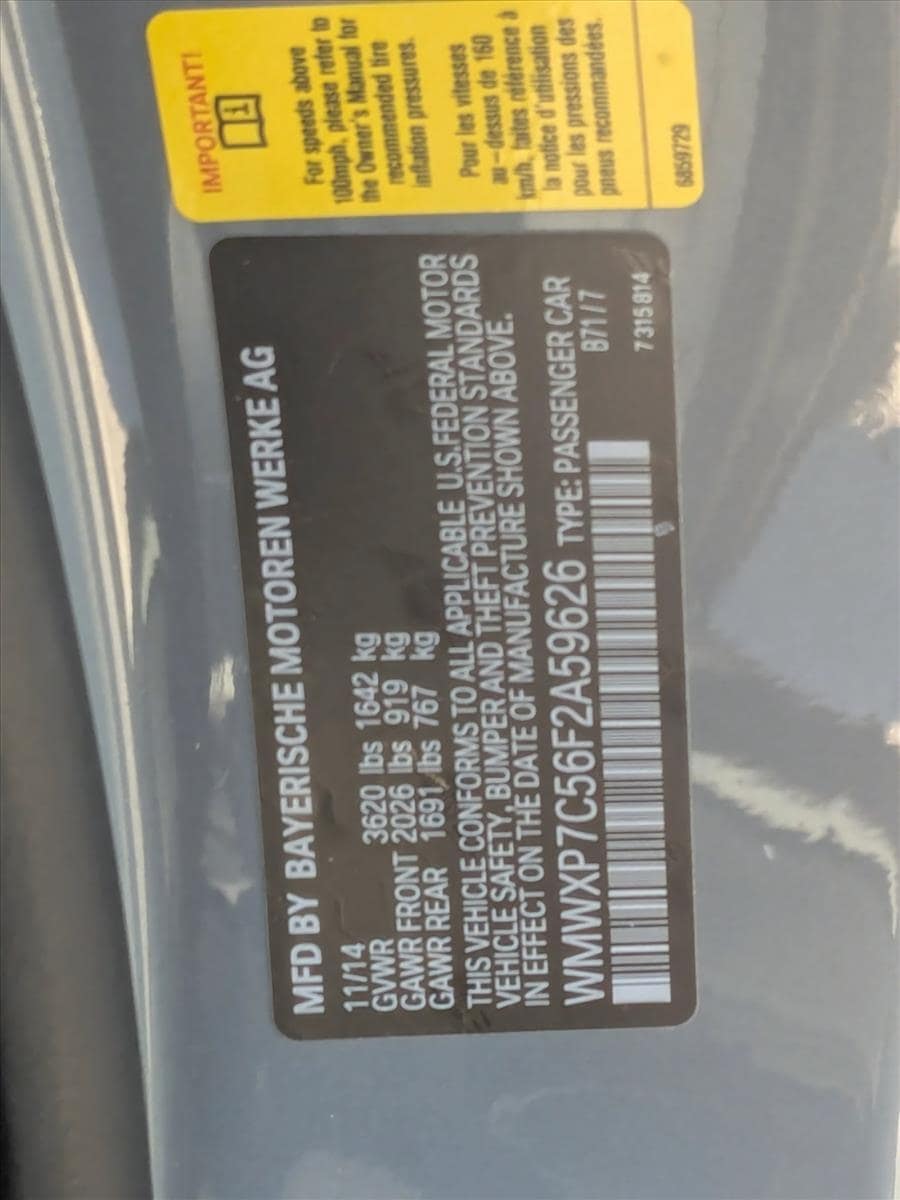 MFD BY BAYERISCHE MOTOREN WERKE AG
11/14
GVWR 3620 lbs 1642 kg
GAWR FRONT 2026 lbs 919 kg
GAWR REAR 1691 lbs 767 kg
THIS VEHICLE CONFORMS TO ALL APPLICABLE U.S.FEDERAL MOTOR
VEHICLE SAFETY, BUMPER AND THEFT PREVENTION STANDARDS
IN EFFECT ON THE DATE OF MANUFACTURE SHOWN ABOVE.
WMWXP7C56F2A59626 TYPE: PASSENGER CAR
B71 / 7
7 315 814
IMPORTANT!
For speeds above
100mph, please refer to
the Owner's Manual for
recommended tire
inflation pressures.
Pour les vitesses
au-dessus de 160
km/h, faites référence à
la notice d'utilisation
pour les pressions des
pneus recommandées.
6859729